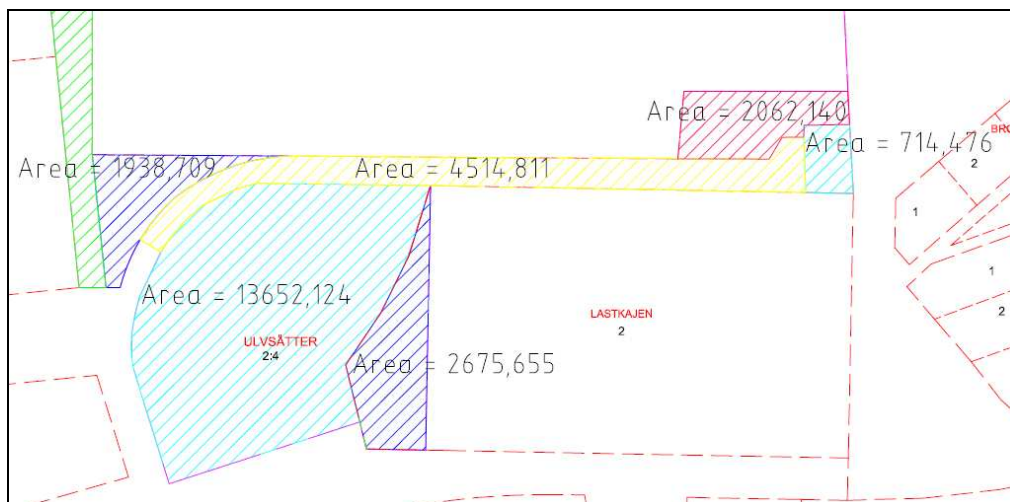 Area = 2062,140
BRO
Area = 714,476
2
Area = 1938,709
Area = 4514,811
1
1
Area = 13652,124
LASTKAJEN
2
2
ULVSÄTTER
2:4
Area = 2675,655